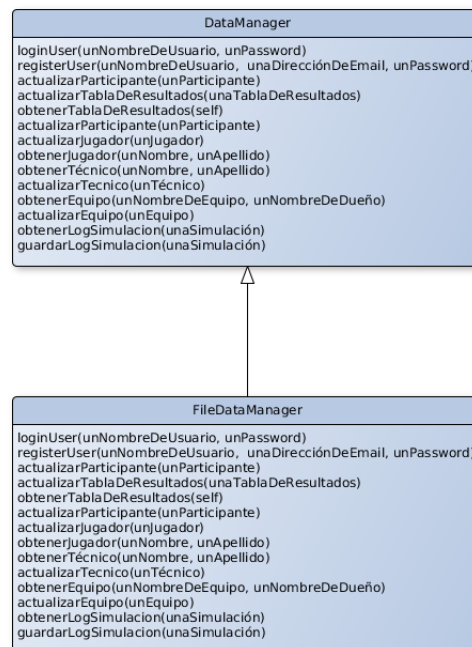 DataManager
loginUser(unNombreDeUsuario, unPassword)
registerUser(unNombreDeUsuario,  unaDirecciónDeEmail, unPassword)
actualizarParticipante(unParticipante)
actualizarTablaDeResultados(unaTablaDeResultados)
obtenerTablaDeResultados(self)
actualizarParticipante(unParticipante)
actualizarJugador(unJugador)
obtenerJugador(unNombre, unApellido)
obtenerTécnico(unNombre, unApellido)
actualizarTecnico(unTécnico)
obtenerEquipo(unNombreDeEquipo, unNombreDeDueño)
actualizarEquipo(unEquipo)
obtenerLogSimulacion(unaSimulación)
guardarLogSimulacion(unaSimulación)
FileDataManager
loginUser(unNombreDeUsuario, unPassword)
registerUser(unNombreDeUsuario,  unaDirecciónDeEmail, unPassword)
actualizarParticipante(unParticipante)
actualizarTablaDeResultados(unaTablaDeResultados)
obtenerTablaDeResultados(self)
actualizarParticipante(unParticipante)
actualizarJugador(unJugador)
obtenerJugador(unNombre, unApellido)
obtenerTécnico(unNombre, unApellido)
actualizarTecnico(unTécnico)
obtenerEquipo(unNombreDeEquipo, unNombreDeDueño)
actualizarEquipo(unEquipo)
obtenerLogSimulacion(unaSimulación)
guardarLogSimulacion(unaSimulación)